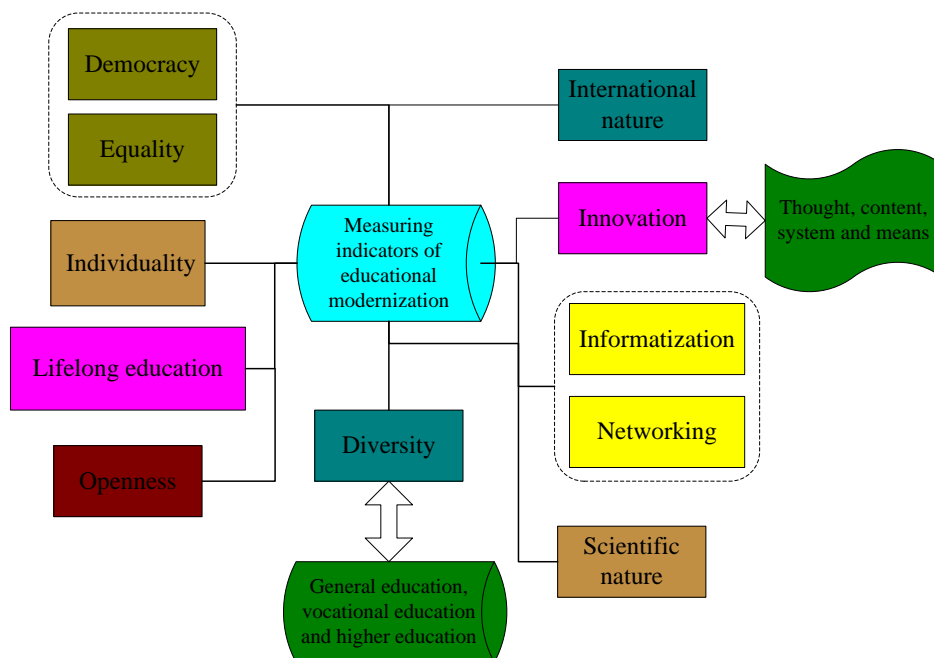 Democracy
Equality
International
nature
Innovation
Thought, content,
system and means
Measuring
indicators of
educational
modernization
Individuality
Lifelong education
Openness
Informatization
Networking
Diversity
Scientific
nature
General education,
vocational education
and higher education